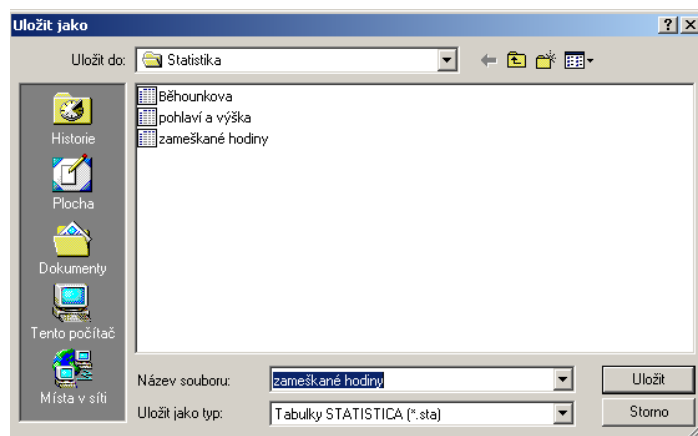 Uložit jako
Uložit do: Statistika
Běhounkova
pohlaví a výška
zameškané hodiny
Historie
Plocha
Dokumenty
Tento počítač
Místa v síti
Název souboru: zameškané hodiny Uložit
Uložit jako typ: Tabulky STATISTICA (*.sta) Storno